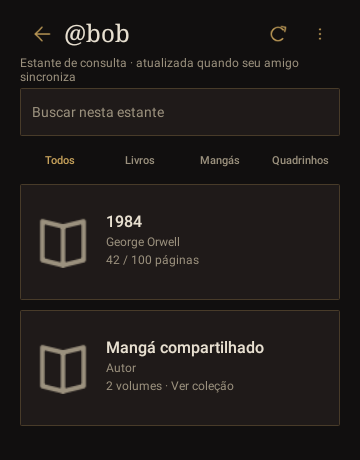 @bob
Estante de consulta · atualizada quando seu amigo
sincroniza
Buscar nesta estante
Todos
Livros
Mangás
Quadrinhos
1984
George Orwell
42 / 100 páginas
Mangá compartilhado
Autor
2 volumes · Ver coleção